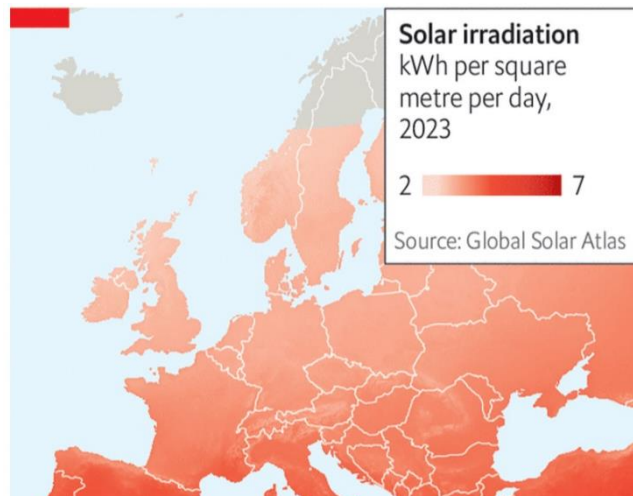 Solar irradiation
kWh per square
metre per day,
2023
2 7
Source: Global Solar Atlas